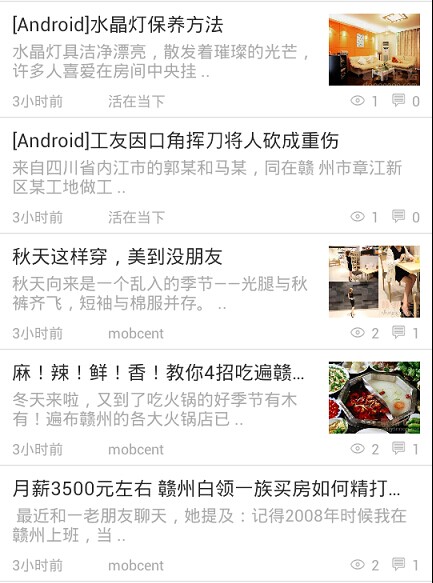 [Android]水晶灯保养方法
水晶灯具洁净漂亮，散发着璀璨的光芒，
许多人喜爱在房间中央挂 ..
3小时前 活在当下 1 0
[Android]工友因口角挥刀将人砍成重伤
来自四川省内江市的郭某和马某，同在赣 州市章江新
区某工地做工 ..
3小时前 活在当下 1 0
秋天这样穿，美到没朋友
秋天向来是一个乱入的季节——光腿与秋
裤齐飞，短袖与棉服并存。 ..
3小时前 mobcent 2 1
麻！辣！鲜！香！教你4招吃遍赣...
冬天来啦，又到了吃火锅的好季节有木
有！遍布赣州的各大火锅店已 ..
3小时前 mobcent 2 1
月薪3500元左右 赣州白领一族买房如何精打...
最近和一老朋友聊天，她提及：记得2008年时候我在
赣州上班，当 ..
3小时前 mobcent 2 1